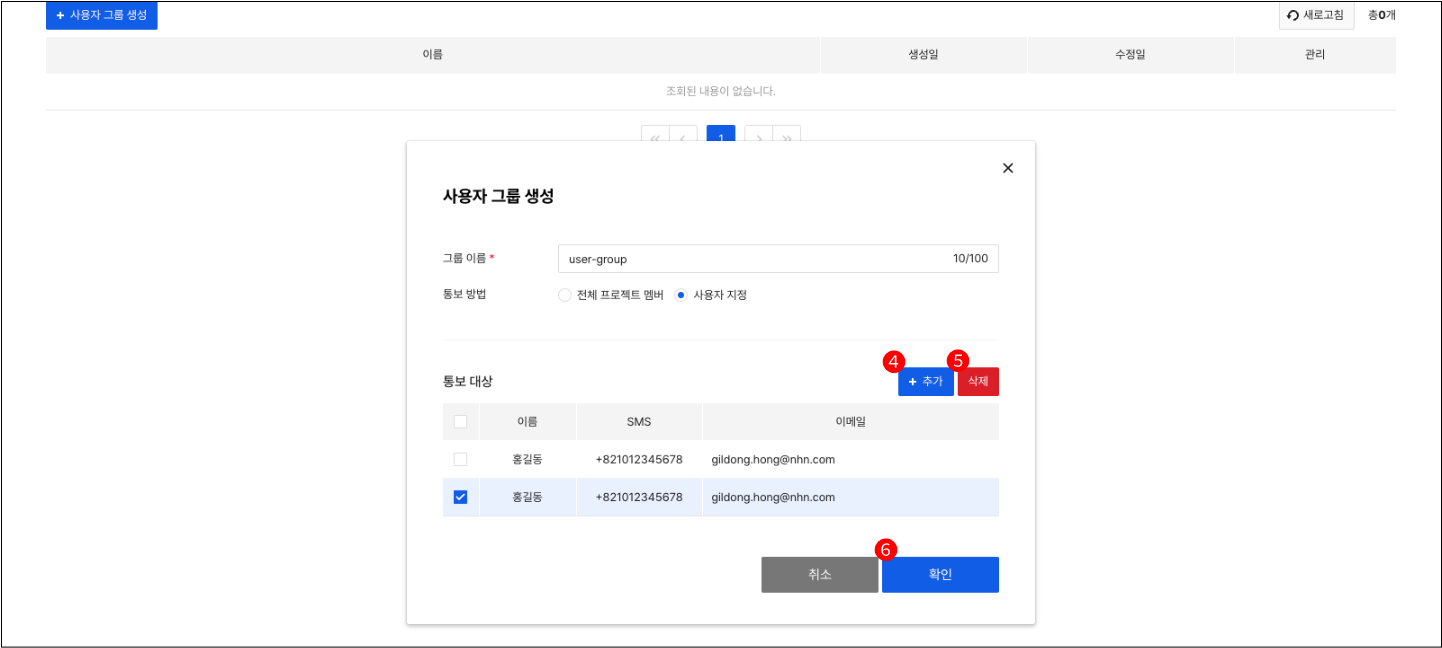 + 사용자 그룹 생성 새로고침 총0개
이름 생성일 수정일 관리
조회된 내용이 없습니다.
« ‹ 1 › »
×
사용자 그룹 생성
그룹 이름 * user-group 10/100
통보 방법 전체 프로젝트 멤버 사용자 지정
4 5
통보 대상 + 추가 삭제
이름 SMS 이메일
홍길동 +821012345678 gildong.hong@nhn.com
홍길동 +821012345678 gildong.hong@nhn.com
6
취소 확인